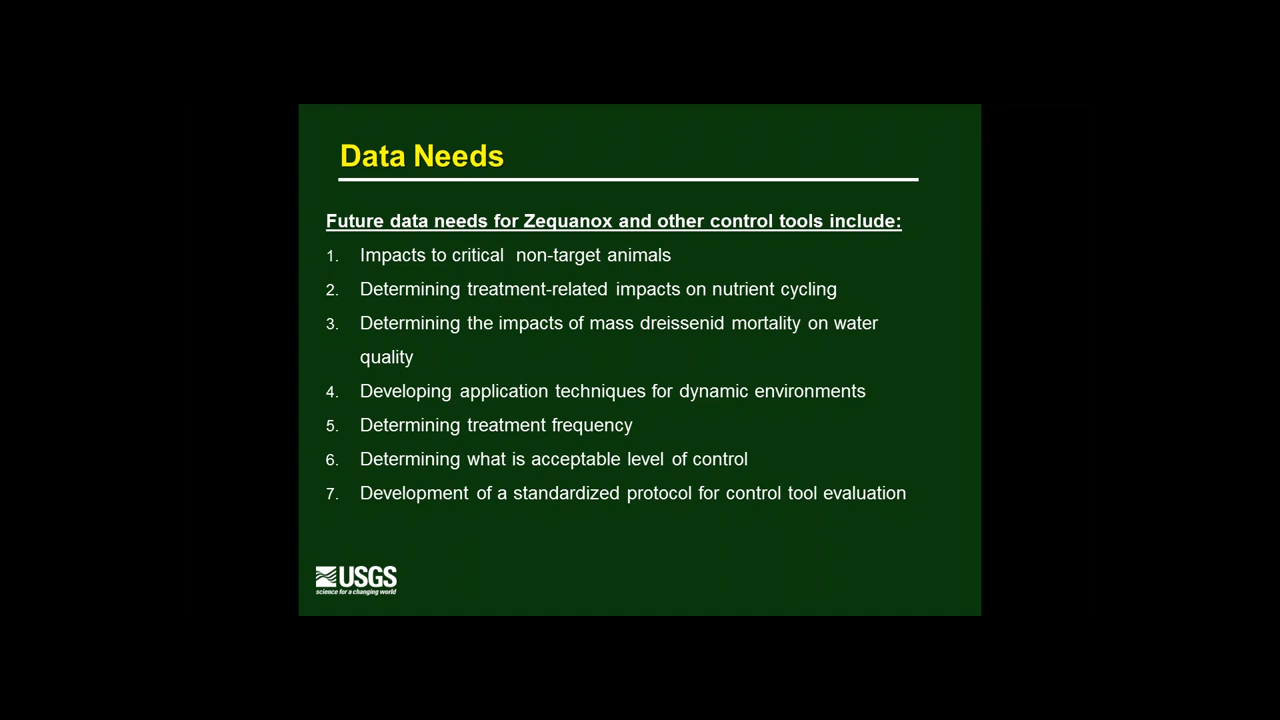 Data Needs
Future data needs for Zequanox and other control tools include:
1. Impacts to critical non-target animals
2. Determining treatment-related impacts on nutrient cycling
3. Determining the impacts of mass dreissenid mortality on water
quality
4. Developing application techniques for dynamic environments
5. Determining treatment frequency
6. Determining what is acceptable level of control
7. Development of a standardized protocol for control tool evaluation
USGS
science for a changing world